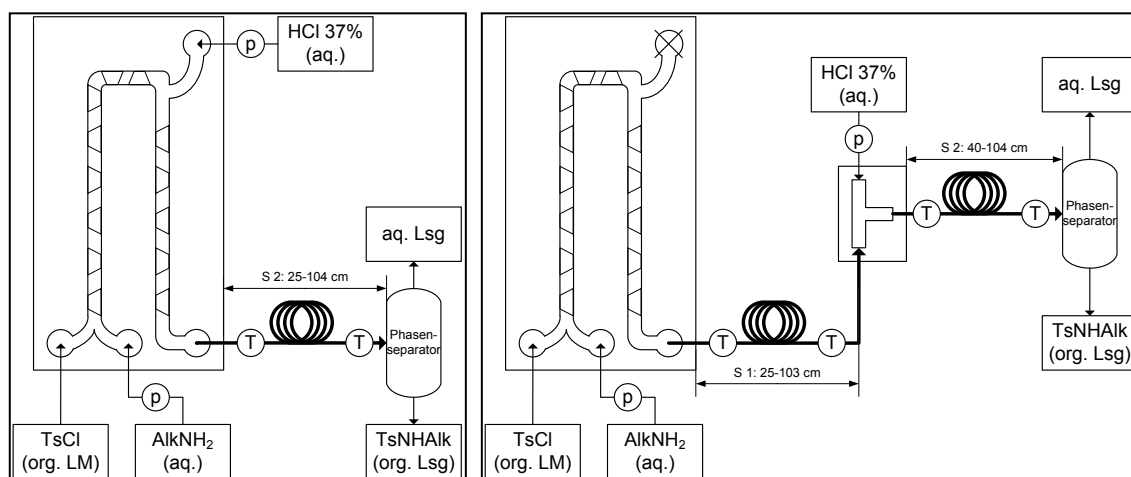 HCl 37%
(aq.)
p
aq. Lsg
S 2: 25-104 cm
T
T
Phasen-
separator
p
TsCl
(org. LM)
AlkNH₂
(aq.)
TsNHAlk
(org. Lsg)
HCl 37%
(aq.)
p
aq. Lsg
S 2: 40-104 cm
T
T
Phasen-
separator
T
T
S 1: 25-103 cm
TsNHAlk
(org. Lsg)
p
TsCl
(org. LM)
AlkNH₂
(aq.)